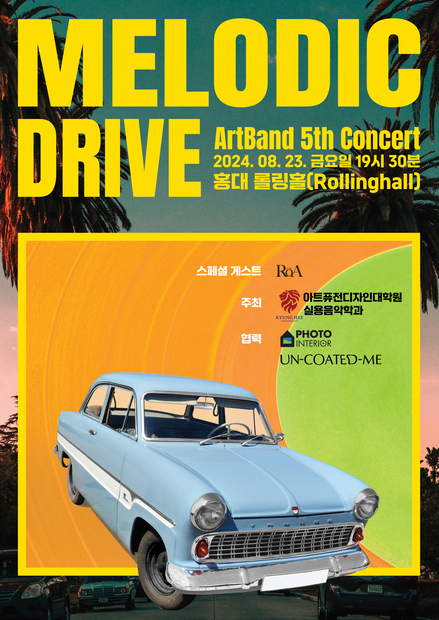 MELODIC
DRIVE
ArtBand 5th Concert
2024. 08. 23. 금요일 19시 30분
홍대 롤링홀(Rollinghall)
스페셜 게스트 RoA
주최 KYUNGHEE 아트퓨전디자인대학원
실용음악학과
협력 PHOTO
INTERIOR
UN-COATED-ME